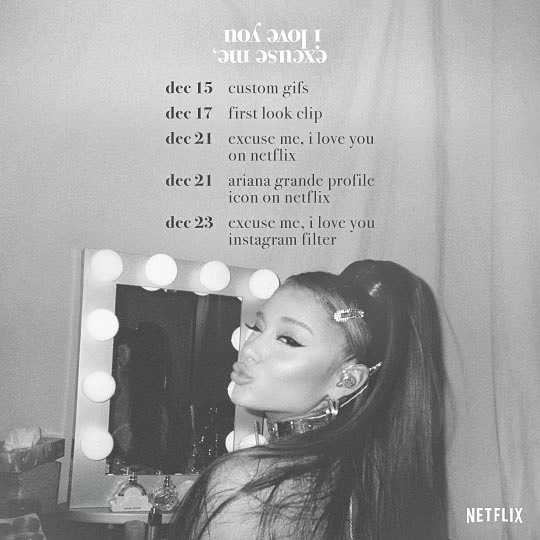 excuse me,
i love you
dec 15 custom gifs
dec 17 first look clip
dec 21 excuse me, i love you
on netflix
dec 21 ariana grande profile
icon on netflix
dec 23 excuse me, i love you
instagram filter
NETFLIX